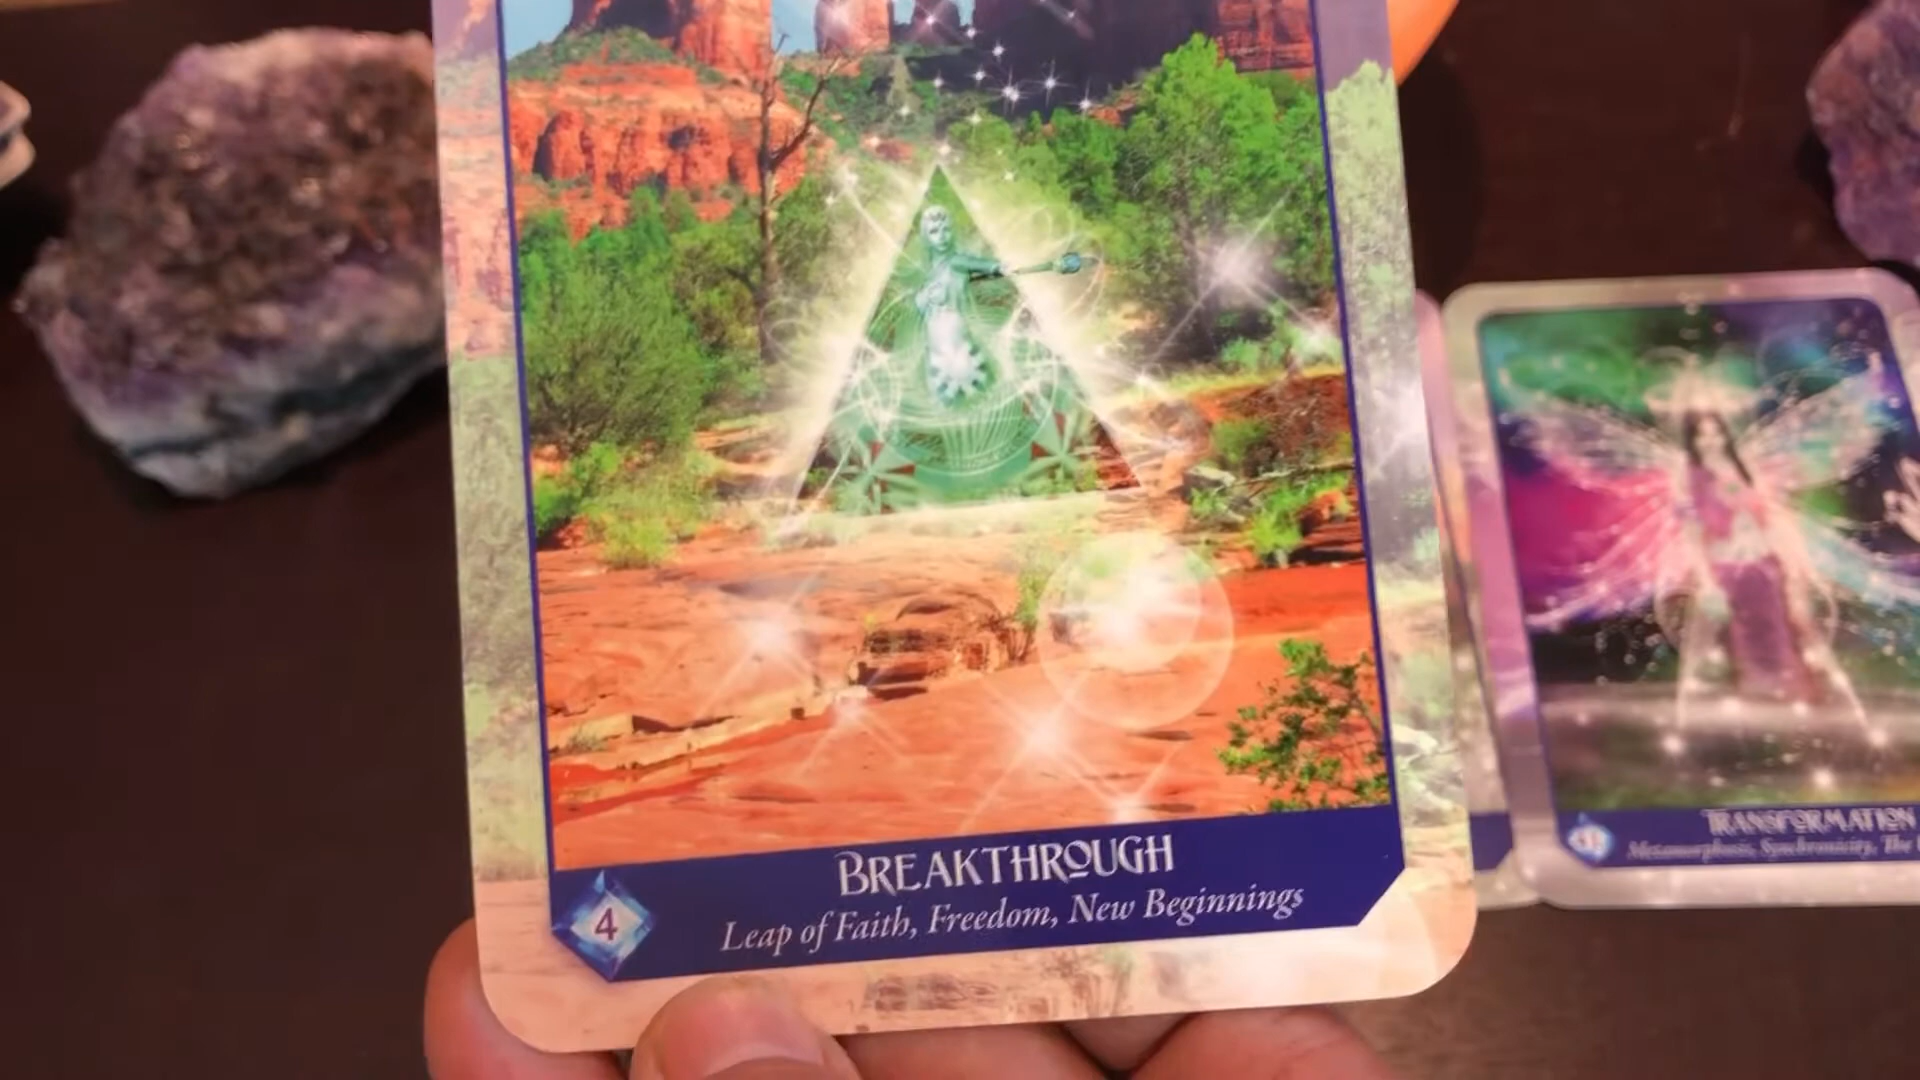 BREAKTHROUGH
4
Leap of Faith, Freedom, New Beginnings
TRANSFORMATION
Metamorphosis, Synchronicity, The